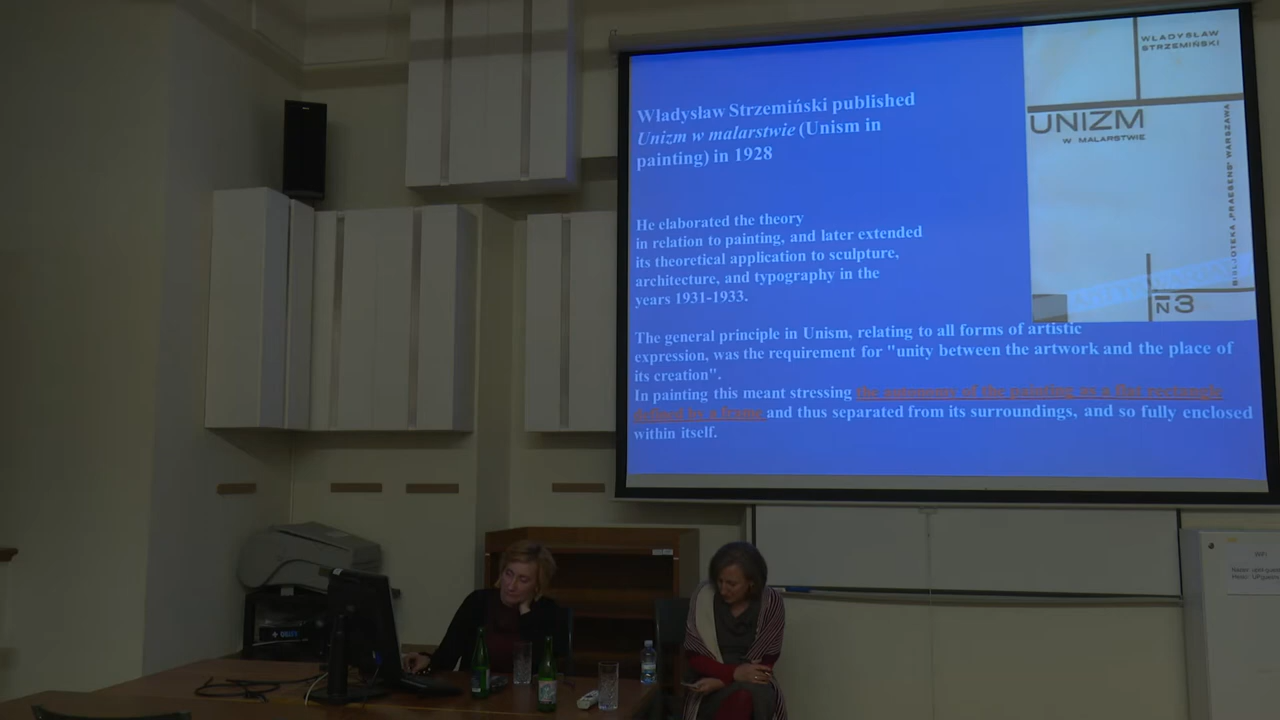 Władysław Strzemiński published
Unizm w malarstwie (Unism in
painting) in 1928
He elaborated the theory
in relation to painting, and later extended
its theoretical application to sculpture,
architecture, and typography in the
years 1931-1933.
The general principle in Unism, relating to all forms of artistic
expression, was the requirement for "unity between the artwork and the place of
its creation".
In painting this meant stressing the autonomy of the painting as a flat rectangle
defined by a frame and thus separated from its surroundings, and so fully enclosed
within itself.
WŁADYSŁAW
STRZEMIŃSKI
UNIZM
W MALARSTWIE
BIBLJOTEKA „PRAESENS" WARSZAWA
N3
WiFi